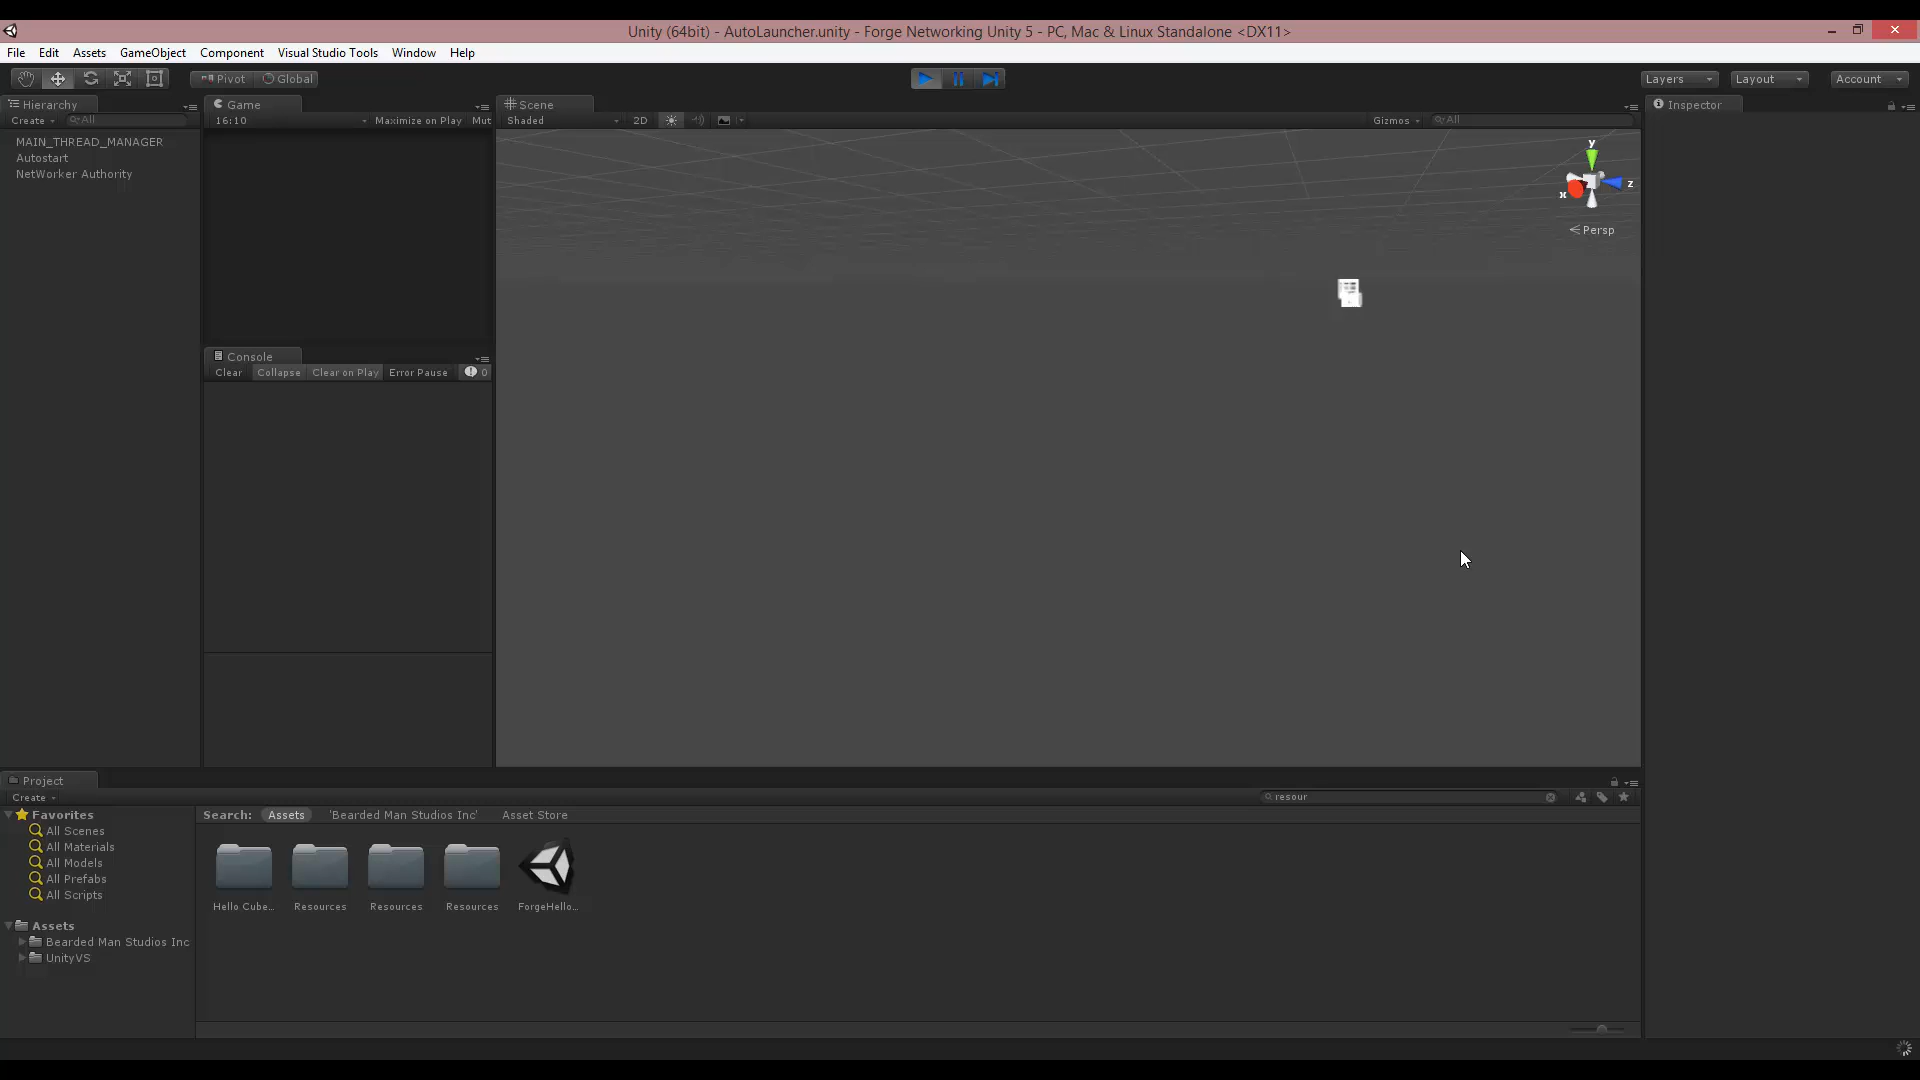 Unity (64bit) - AutoLauncher.unity - Forge Networking Unity 5 - PC, Mac & Linux Standalone <DX11>
File Edit Assets GameObject Component Visual Studio Tools Window Help
Pivot Global Layers Layout Account
Hierarchy Game Scene Inspector
Create All 16:10 Maximize on Play Mut Shaded 2D Gizmos All
MAIN_THREAD_MANAGER
Autostart
NetWorker Authority
y
z
x
Persp
Console
Clear Collapse Clear on Play Error Pause 0
Project
Create resour
Favorites
All Scenes
All Materials
All Models
All Prefabs
All Scripts
Assets
Bearded Man Studios Inc
UnityVS
Search: Assets 'Bearded Man Studios Inc' Asset Store
Hello Cube... Resources Resources Resources ForgeHello...